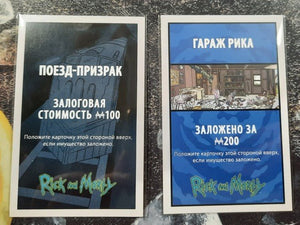 ПОЕЗД-ПРИЗРАК
ЗАЛОГОВАЯ
СТОИМОСТЬ ₩100
Положите карточку этой стороной вверх,
если имущество заложено.
Rick and Morty
ГАРАЖ РИКА
ЗАЛОЖЕНО ЗА
₩200
Положите карточку этой стороной вверх,
если имущество заложено.
Rick and Morty